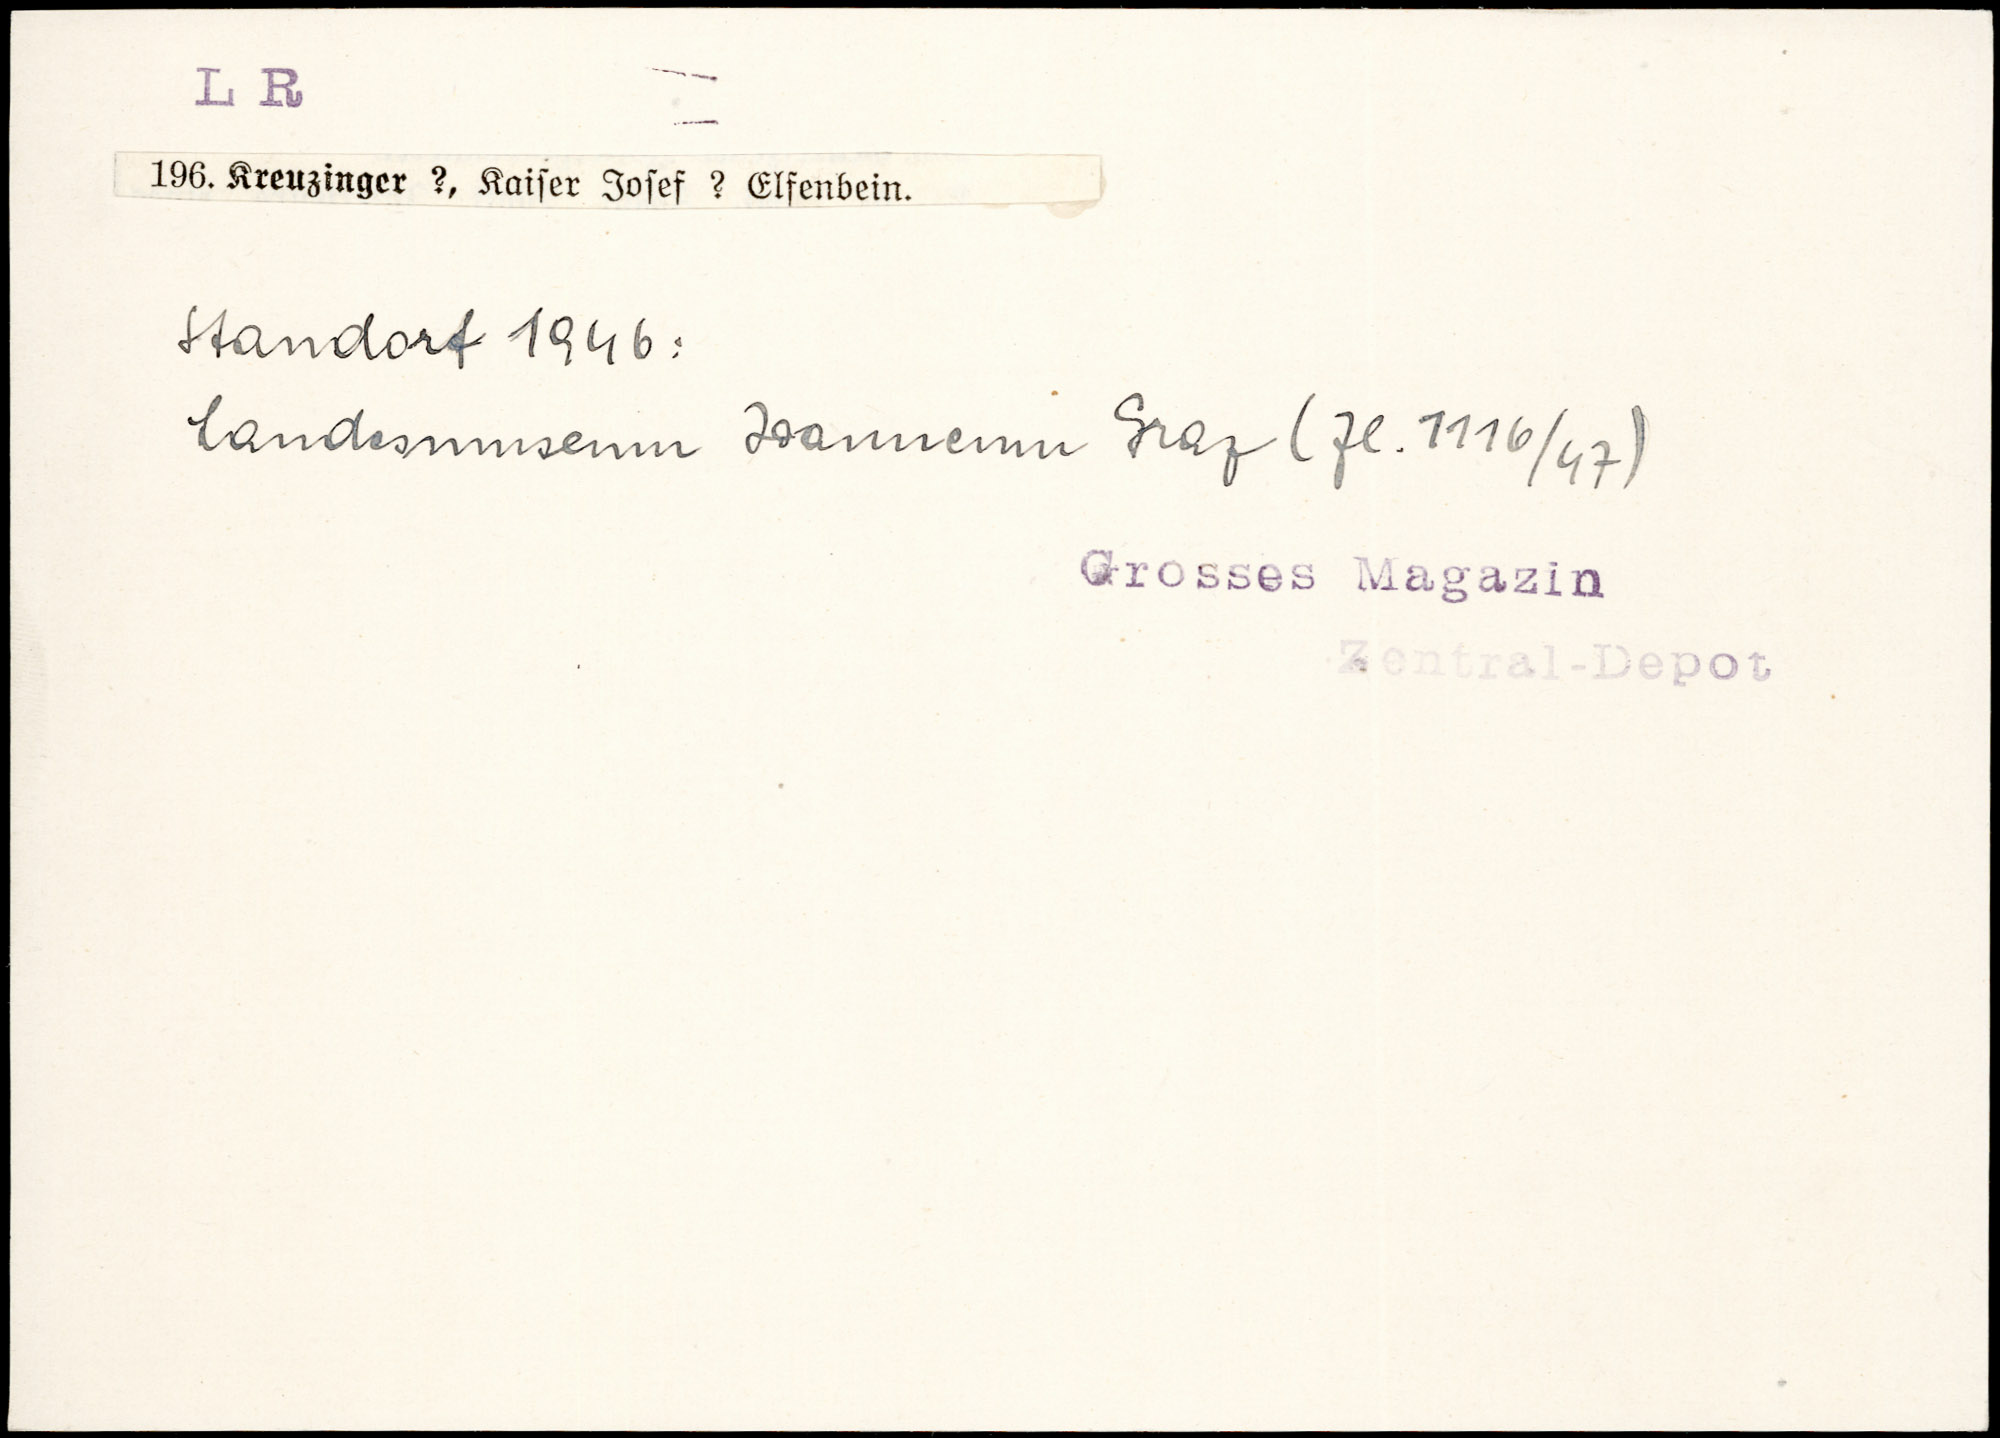 L R
196. Kreuzinger ?, Kaiſer Joſef ? Elfenbein.
Standort 1946:
Landesmuseum Joanneum Graz (Zl. 1116/47)
Grosses Magazin
Zentral-Depot